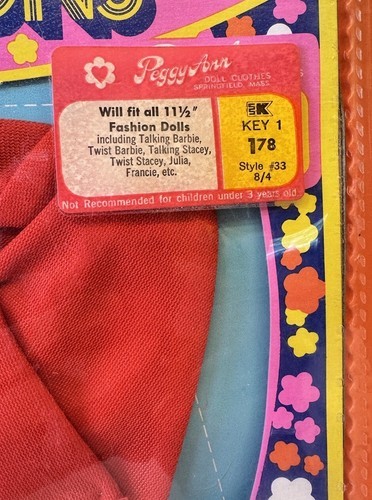 ONS
Peggy Ann
DOLL CLOTHES
SPRINGFIELD, MASS.
Will fit all 11½"
Fashion Dolls
including Talking Barbie,
Twist Barbie, Talking Stacey,
Twist Stacey, Julia,
Francie, etc.
K
KEY 1
178
Style #33
8/4
Not Recommended for children under 3 years old